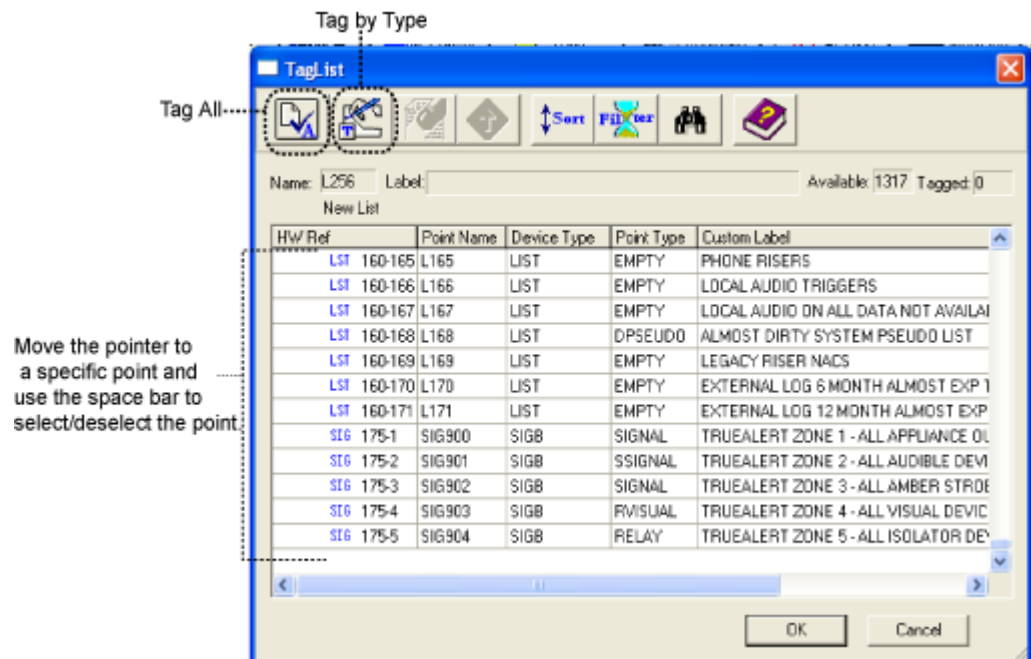 Tag by Type
TagList
Tag All
A
T
Sort
Filter
?
Name: L256 Label: Available: 1317 Tagged: 0
New List
HW Ref Point Name Device Type Point Type Custom Label
LST 160-165 L165 LIST EMPTY PHONE RISERS
LST 160-166 L166 LIST EMPTY LOCAL AUDIO TRIGGERS
LST 160-167 L167 LIST EMPTY LOCAL AUDIO ON ALL DATA NOT AVAILA
LST 160-168 L168 LIST DPSEUDO ALMOST DIRTY SYSTEM PSEUDO LIST
LST 160-169 L169 LIST EMPTY LEGACY RISER NACS
LST 160-170 L170 LIST EMPTY EXTERNAL LOG 6 MONTH ALMOST EXP T
LST 160-171 L171 LIST EMPTY EXTERNAL LOG 12 MONTH ALMOST EXP
SIG 175-1 SIG900 SIGB SIGNAL TRUEALERT ZONE 1 - ALL APPLIANCE OU
SIG 175-2 SIG901 SIGB SSIGNAL TRUEALERT ZONE 2 - ALL AUDIBLE DEVI
SIG 175-3 SIG902 SIGB SIGNAL TRUEALERT ZONE 3 - ALL AMBER STROB
SIG 175-4 SIG903 SIGB RVISUAL TRUEALERT ZONE 4 - ALL VISUAL DEVIC
SIG 175-5 SIG904 SIGB RELAY TRUEALERT ZONE 5 - ALL ISOLATOR DEV
Move the pointer to
a specific point and
use the space bar to
select/deselect the point.
OK Cancel